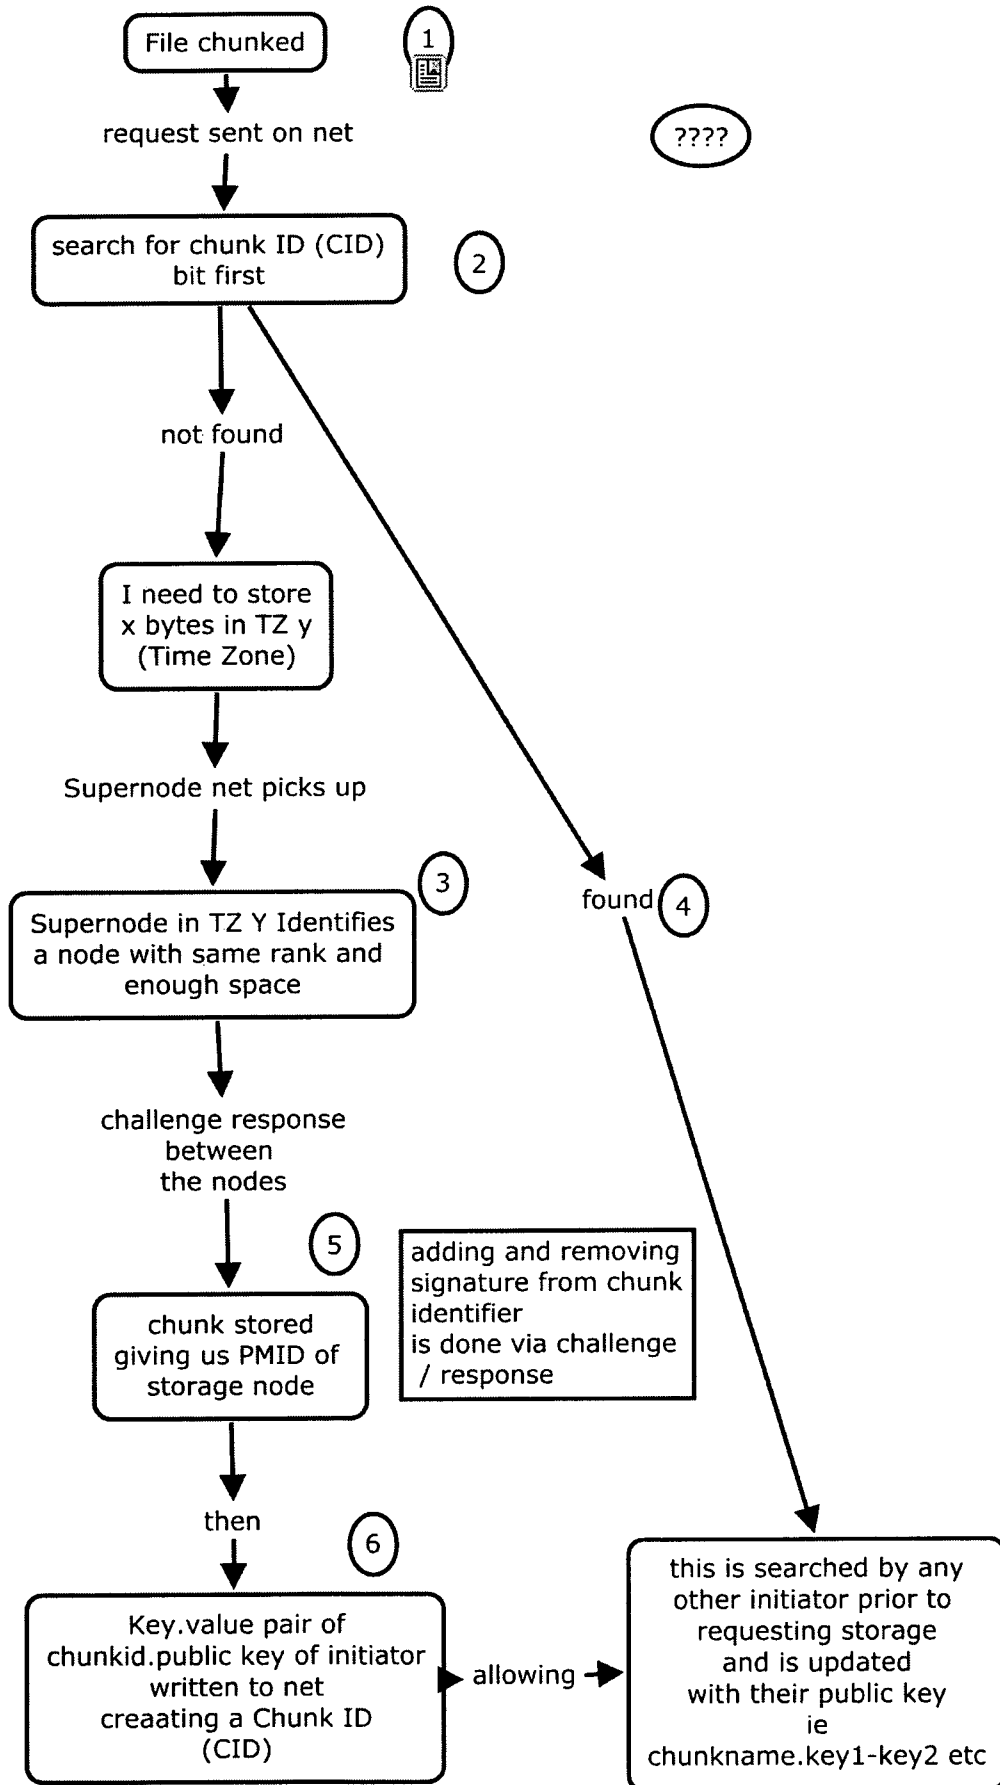 File chunked
1
request sent on net
????
search for chunk ID (CID)
bit first
2
not found
I need to store
x bytes in TZ y
(Time Zone)
Supernode net picks up
3
Supernode in TZ Y Identifies
a node with same rank and
enough space
found
4
challenge response
between
the nodes
5
chunk stored
giving us PMID of
storage node
adding and removing
signature from chunk
identifier
is done via challenge
/ response
then
6
Key.value pair of
chunkid.public key of initiator
written to net
creaating a Chunk ID
(CID)
allowing
this is searched by any
other initiator prior to
requesting storage
and is updated
with their public key
ie
chunkname.key1-key2 etc